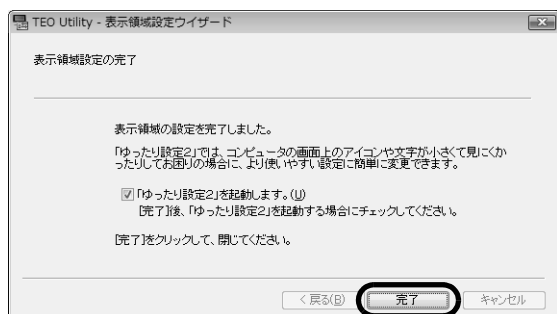 TEO Utility - 表示領域設定ウイザード
表示領域設定の完了
表示領域の設定を完了しました。
「ゆったり設定2」では、コンピュータの画面上のアイコンや文字が小さくて見にくか
ったりしてお困りの場合に、より使いやすい設定に簡単に変更できます。
「ゆったり設定2」を起動します。(U)
[完了]後、「ゆったり設定2」を起動する場合にチェックしてください。
[完了]をクリックして、閉じてください。
< 戻る(B) 完了 キャンセル